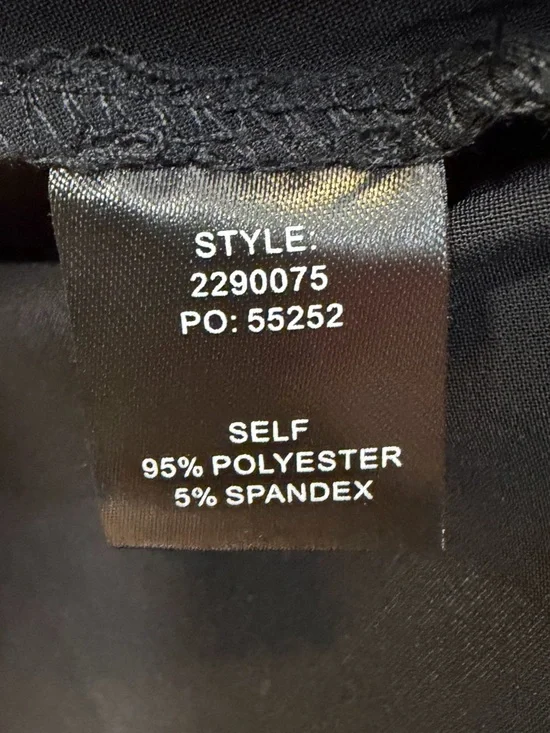 STYLE:
2290075
PO: 55252
SELF
95% POLYESTER
5% SPANDEX